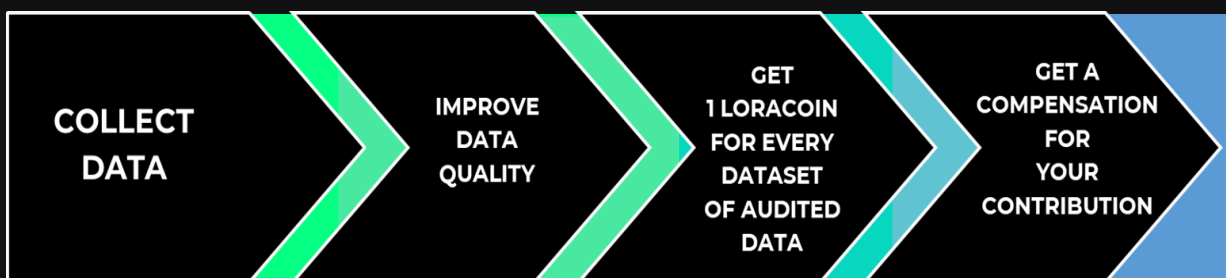 COLLECT
DATA
IMPROVE
DATA
QUALITY
GET
1 LORACOIN
FOR EVERY
DATASET
OF AUDITED
DATA
GET A
COMPENSATION
FOR
YOUR
CONTRIBUTION